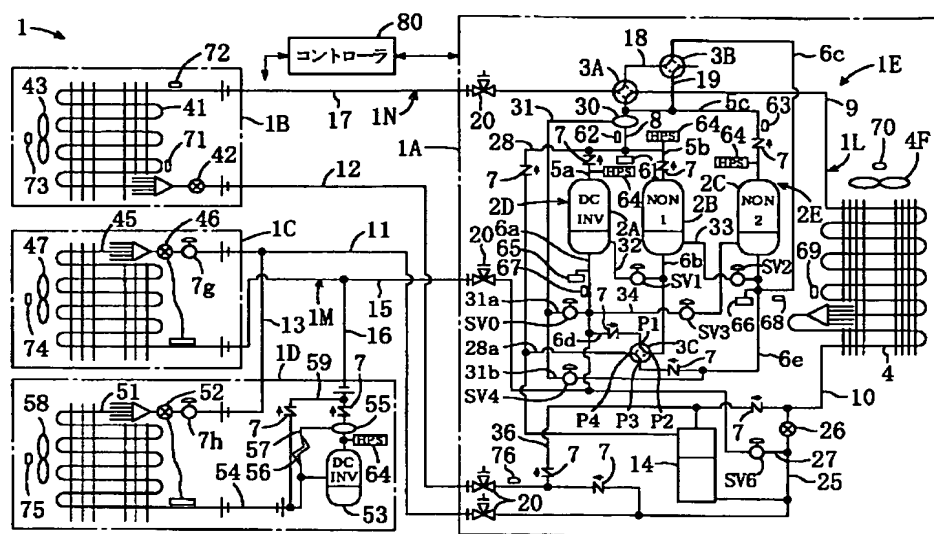 1
80
コントローラ
72
43
41
71
42
73
1B
17
1N
12
45
46
47
1C
7g
11
74
13
1M
15
16
1D
59
51
52
58
7h
57
56
55
7
7
HPS
64
DC
INV
53
54
75
1A
18
3B
3A
19
6c
1E
9
5c
63
20
31
30
8
62
HPS
64
64
HPS
28
7
7
7
7
5b
5a
HPS
64
61
1L
70
4F
2C
2D
DC
INV
2A
NON
1
2B
NON
2
2E
6a
32
33
6b
65
67
SV1
SV2
69
20
31a
SV0
7
34
SV3
66
68
6d
P1
3C
28a
31b
SV4
7
6e
4
P4
P3
P2
10
36
14
7
26
27
SV6
25
76
7
7
20